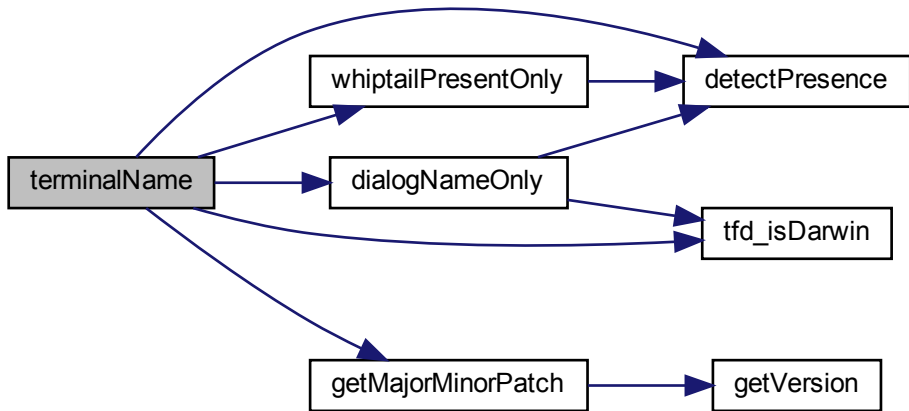 whiptailPresentOnly
detectPresence
terminalName
dialogNameOnly
tfd_isDarwin
getMajorMinorPatch
getVersion